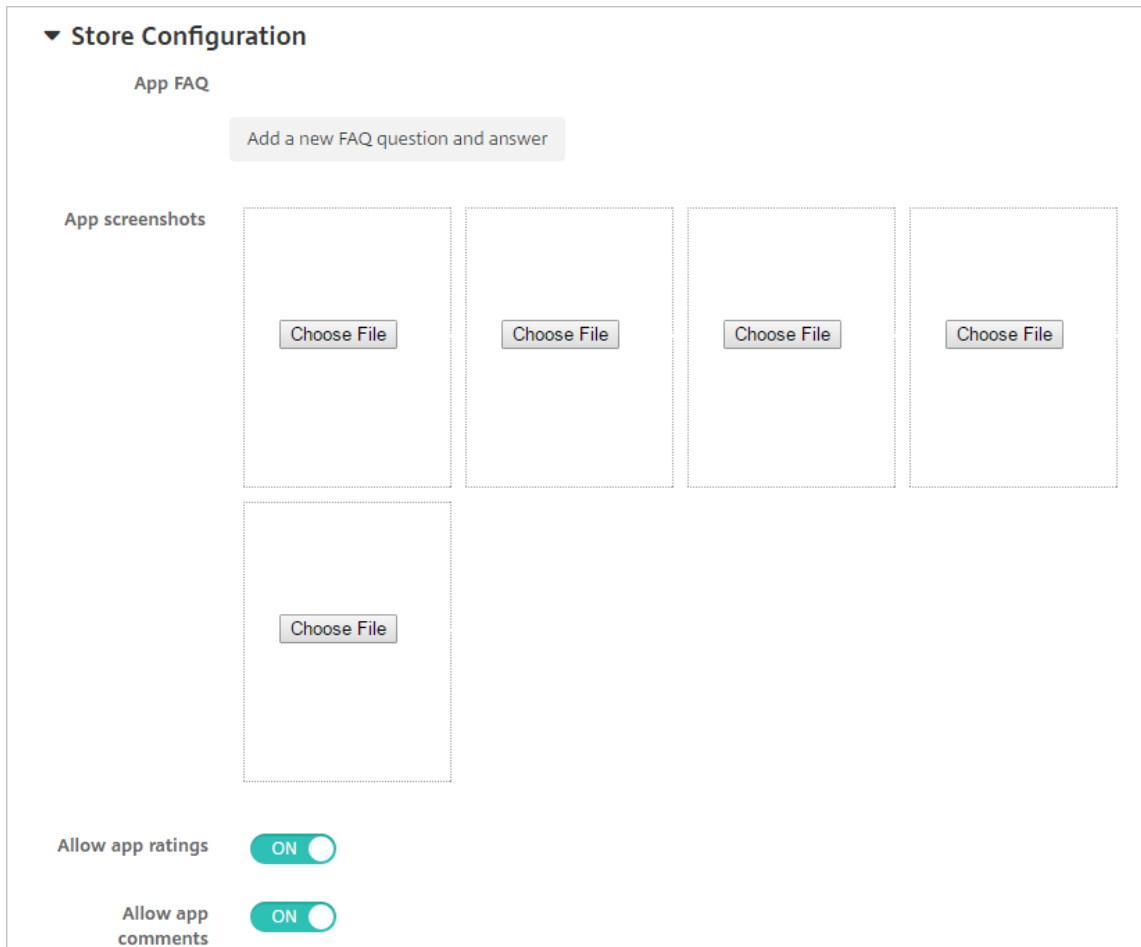 Store Configuration
App FAQ
Add a new FAQ question and answer
App screenshots
Choose File Choose File Choose File Choose File
Choose File
Allow app ratings ON
Allow app ON
comments